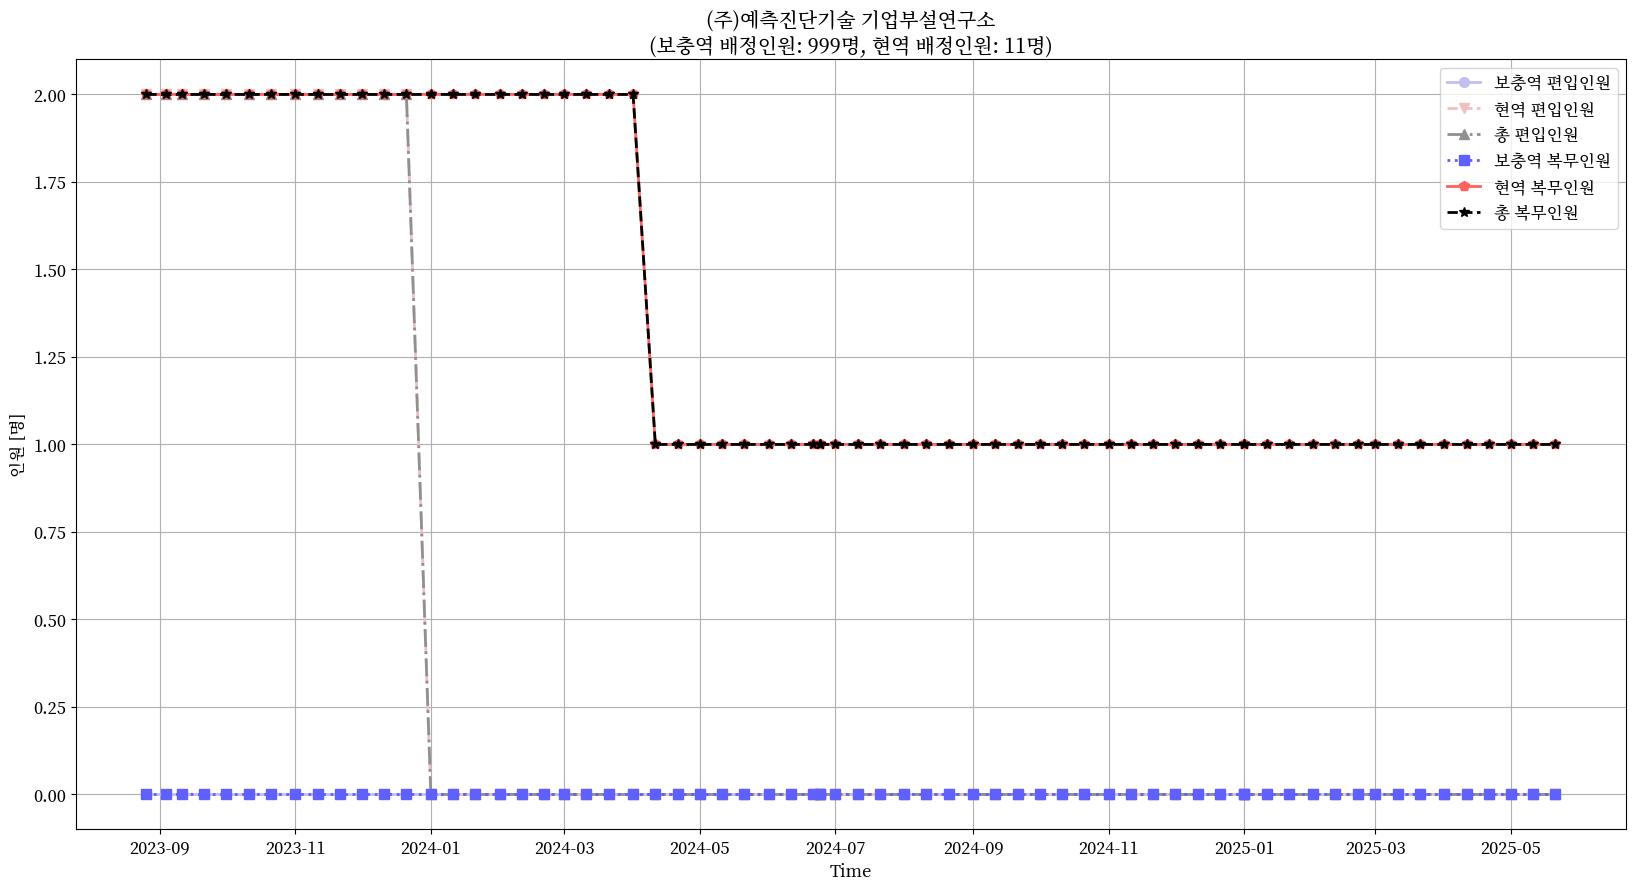 (주)예측진단기술 기업부설연구소
(보충역 배정인원: 999명, 현역 배정인원: 11명)
보충역 편입인원
현역 편입인원
총 편입인원
보충역 복무인원
현역 복무인원
총 복무인원
인원 [명]
2.00
1.75
1.50
1.25
1.00
0.75
0.50
0.25
0.00
2023-09 2023-11 2024-01 2024-03 2024-05 2024-07 2024-09 2024-11 2025-01 2025-03 2025-05
Time